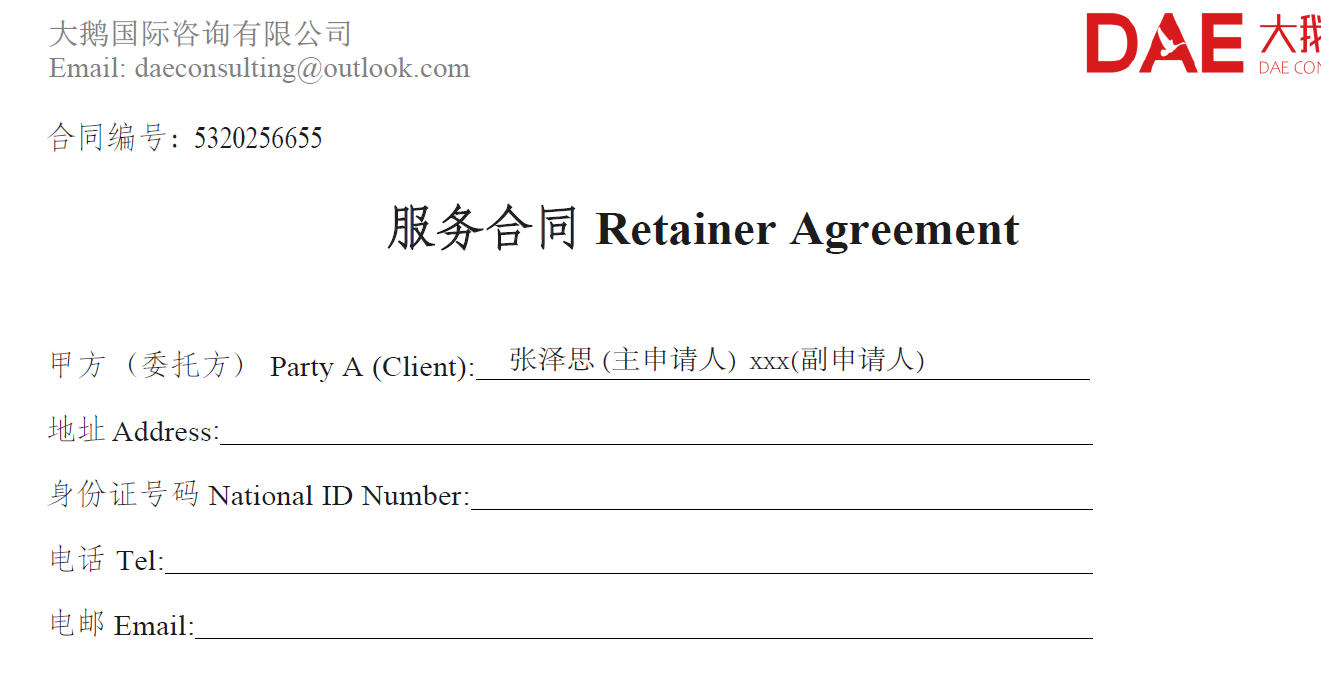 大鹅国际咨询有限公司
Email: daeconsulting@outlook.com
DAE 大
DAE CON
合同编号: 5320256655
服务合同 Retainer Agreement
甲方（委托方） Party A (Client): 张泽思 (主申请人) xxx(副申请人)
地址 Address:
身份证号码 National ID Number:
电话 Tel:
电邮 Email: